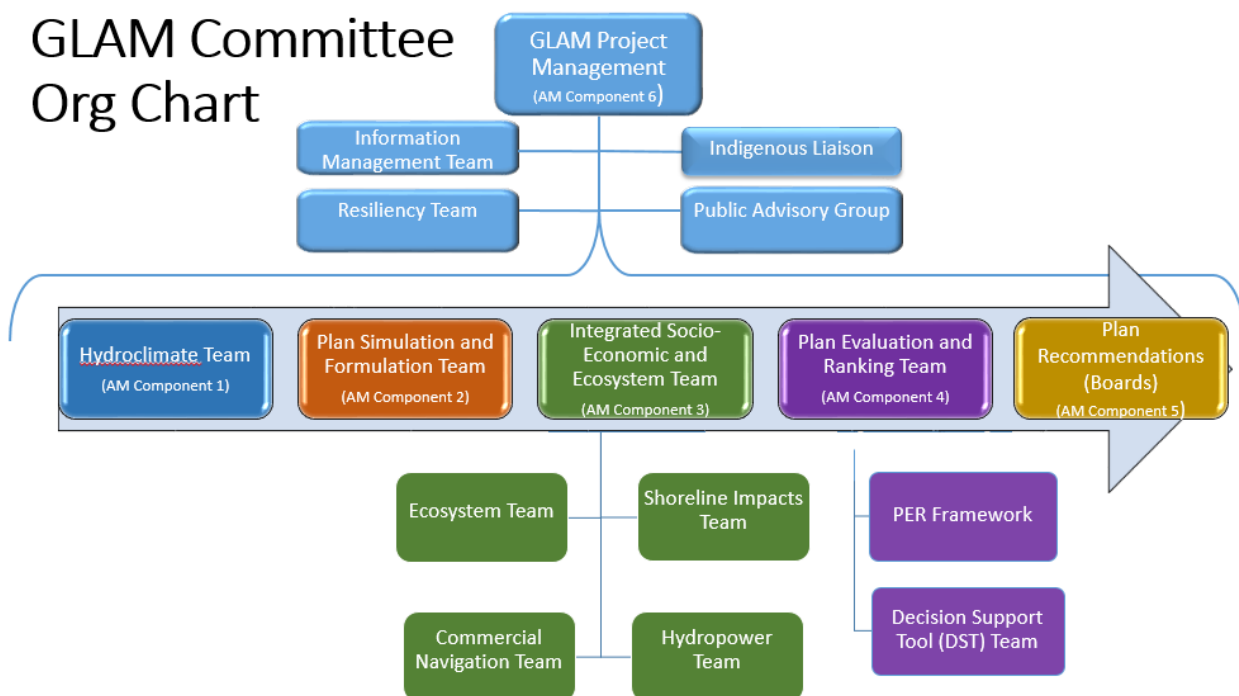 GLAM Committee
Org Chart
GLAM Project
Management
(AM Component 6)
Information
Management Team
Indigenous Liaison
Resiliency Team
Public Advisory Group
Hydroclimate Team
(AM Component 1)
Plan Simulation and
Formulation Team
(AM Component 2)
Integrated Socio-
Economic and
Ecosystem Team
(AM Component 3)
Plan Evaluation and
Ranking Team
(AM Component 4)
Plan
Recommendations
(Boards)
(AM Component 5)
Ecosystem Team
Shoreline Impacts
Team
PER Framework
Commercial
Navigation Team
Hydropower
Team
Decision Support
Tool (DST) Team